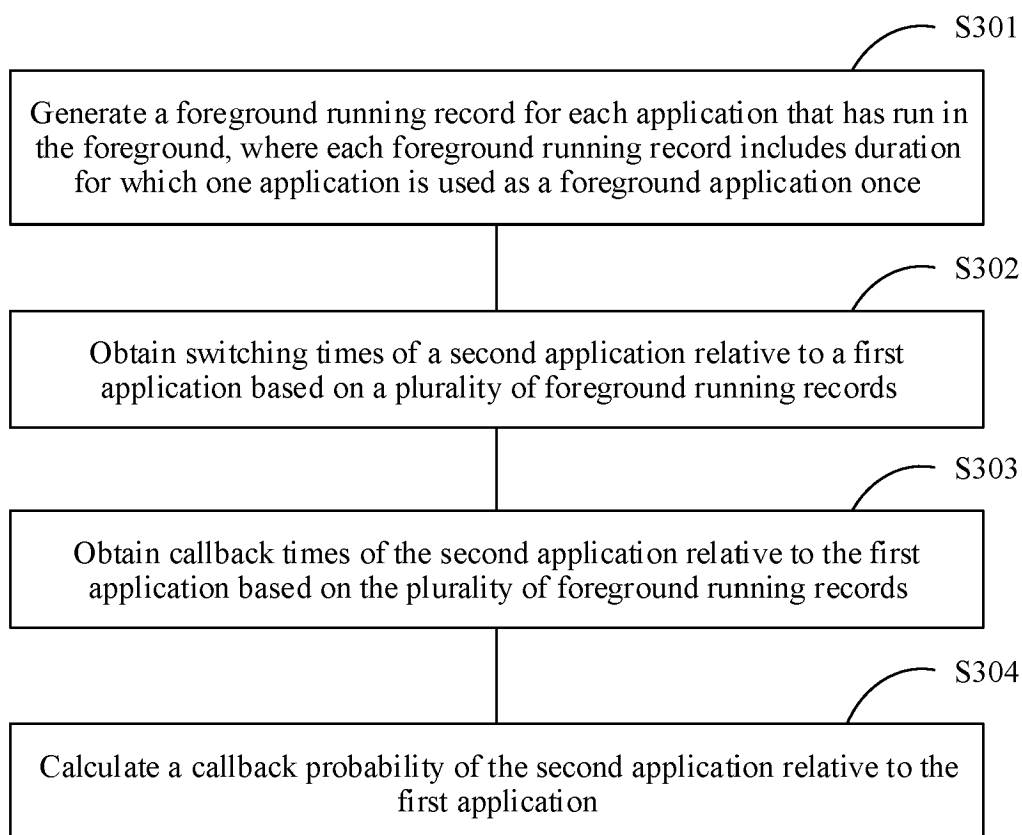 S301
Generate a foreground running record for each application that has run in
the foreground, where each foreground running record includes duration
for which one application is used as a foreground application once
S302
Obtain switching times of a second application relative to a first
application based on a plurality of foreground running records
S303
Obtain callback times of the second application relative to the first
application based on the plurality of foreground running records
S304
Calculate a callback probability of the second application relative to the
first application